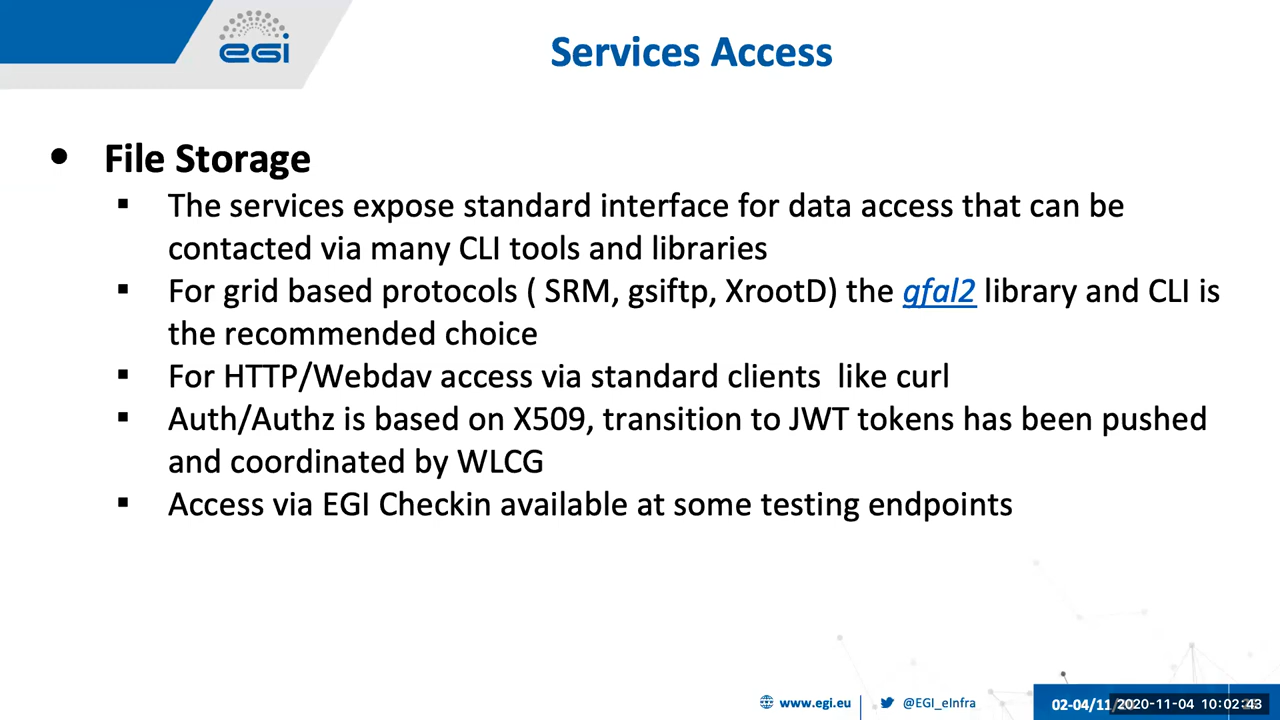 egi
Services Access
• File Storage
▪ The services expose standard interface for data access that can be
contacted via many CLI tools and libraries
▪ For grid based protocols ( SRM, gsiftp, XrootD) the gfal2 library and CLI is
the recommended choice
▪ For HTTP/Webdav access via standard clients  like curl
▪ Auth/Authz is based on X509, transition to JWT tokens has been pushed
and coordinated by WLCG
▪ Access via EGI Checkin available at some testing endpoints
www.egi.eu
@EGI_eInfra
02-04/11/
2020-11-04 10:02:43